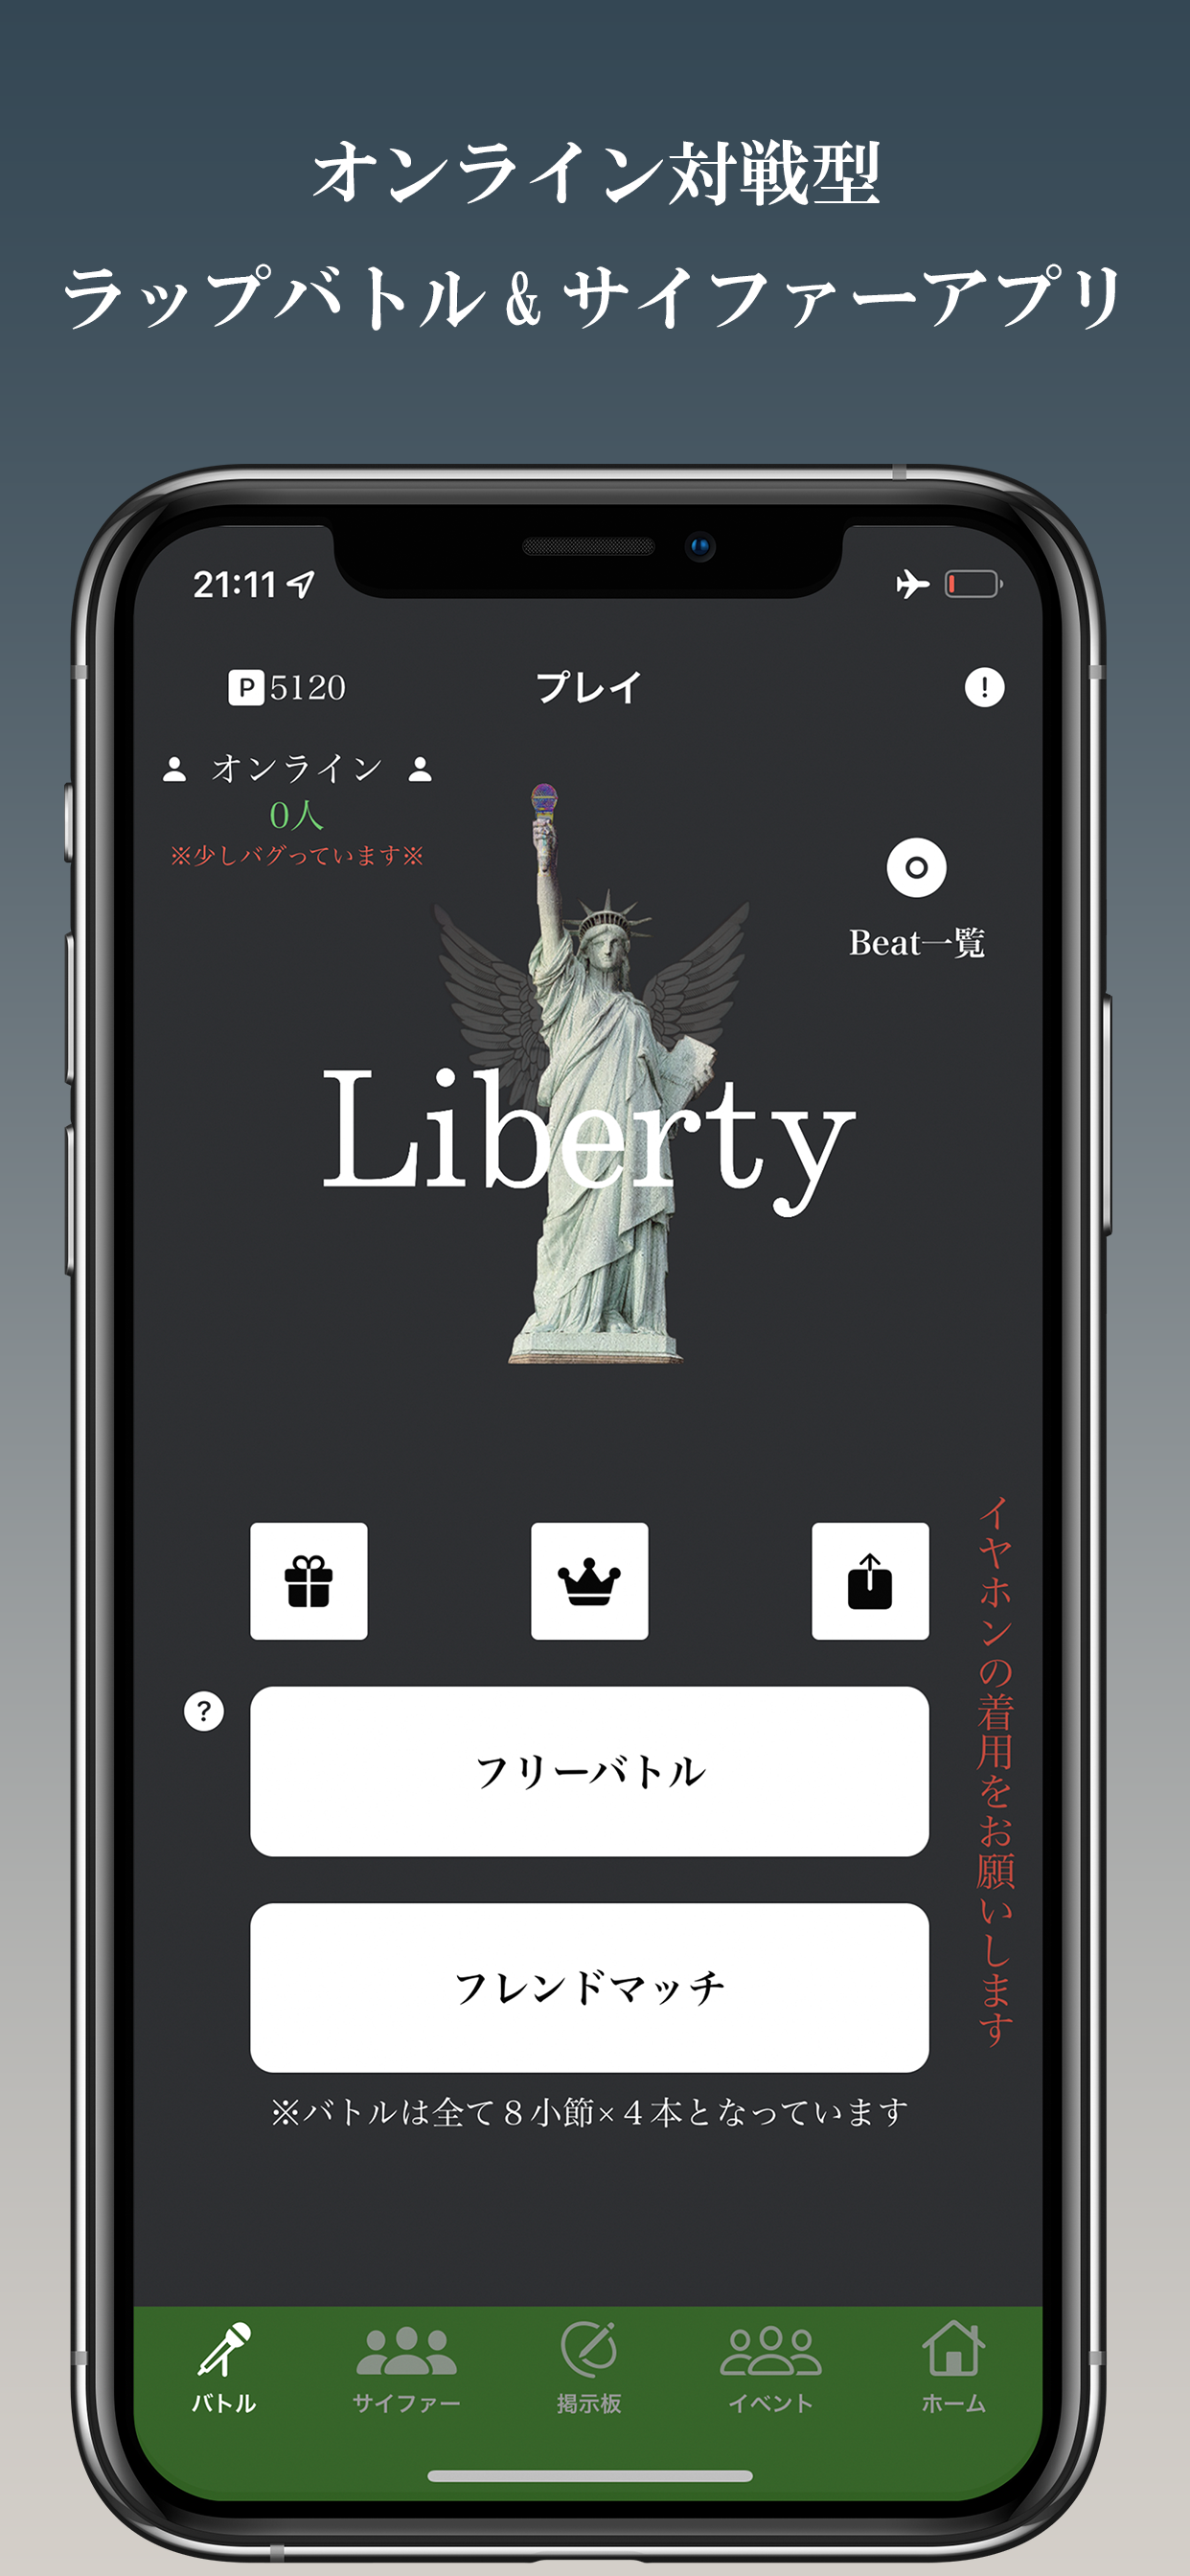 オンライン対戦型
ラップバトル&サイファーアプリ
21:11
P 5120
プレイ
!
オンライン
0人
※少しバグっています※
Beat一覧
Liberty
イヤホンの着用をお願いします
?
フリーバトル
フレンドマッチ
※バトルは全て８小節×４本となっています
バトル
サイファー
掲示板
イベント
ホーム